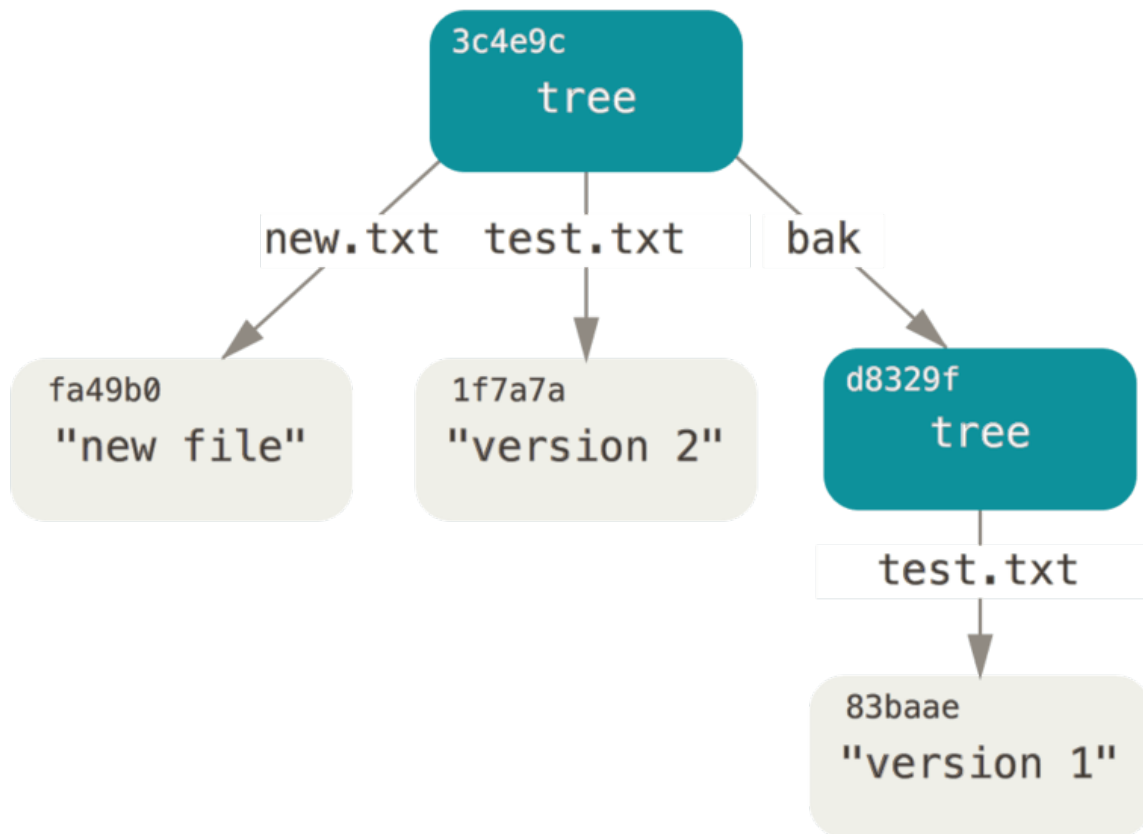 3c4e9c
tree
new.txt
test.txt
bak
fa49b0
"new file"
1f7a7a
"version 2"
d8329f
tree
test.txt
83baae
"version 1"